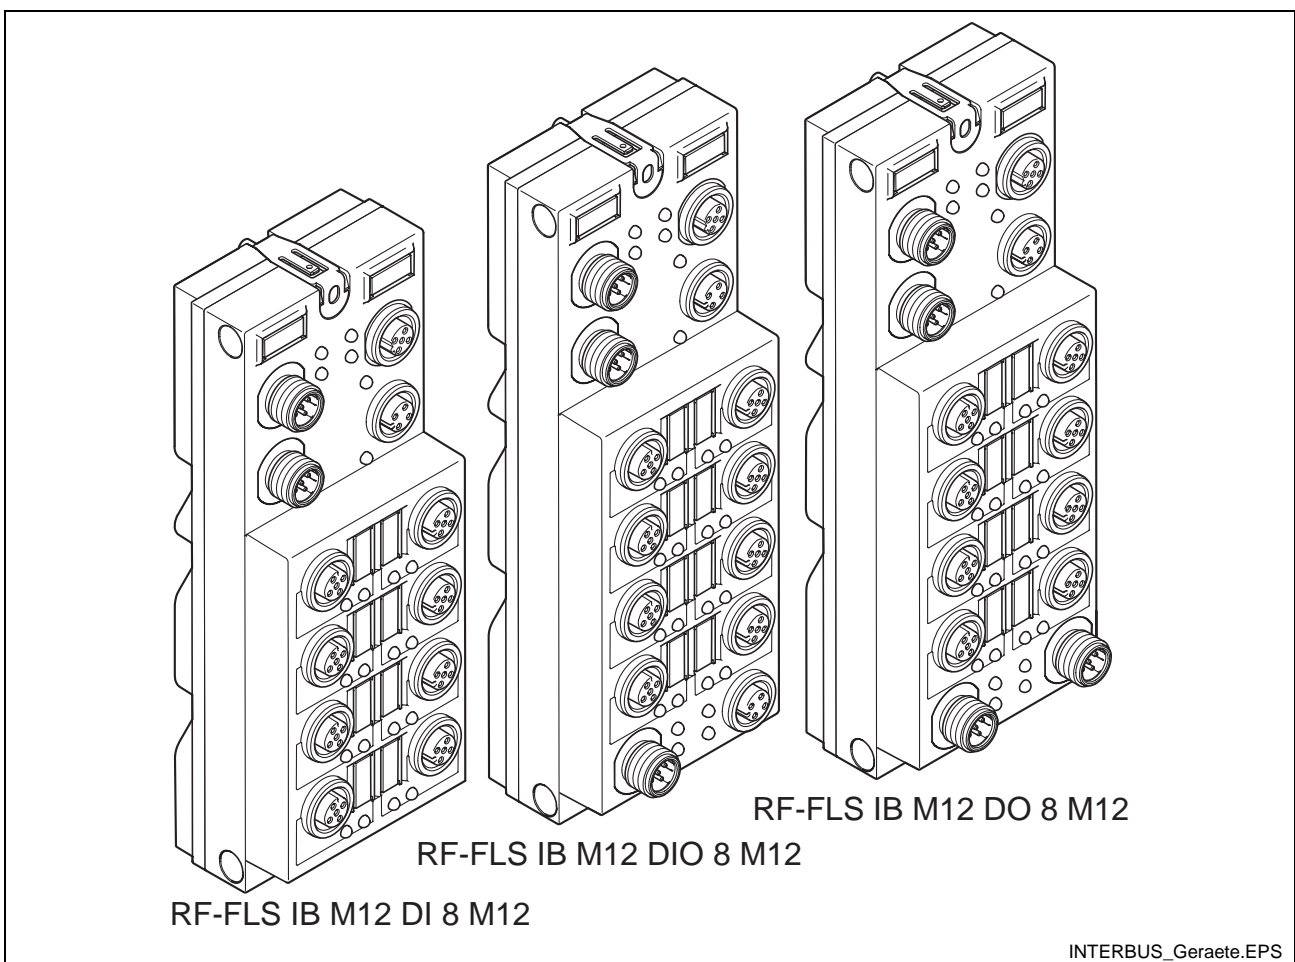 RF-FLS IB M12 DO 8 M12
RF-FLS IB M12 DIO 8 M12
RF-FLS IB M12 DI 8 M12
INTERBUS_Geraete.EPS